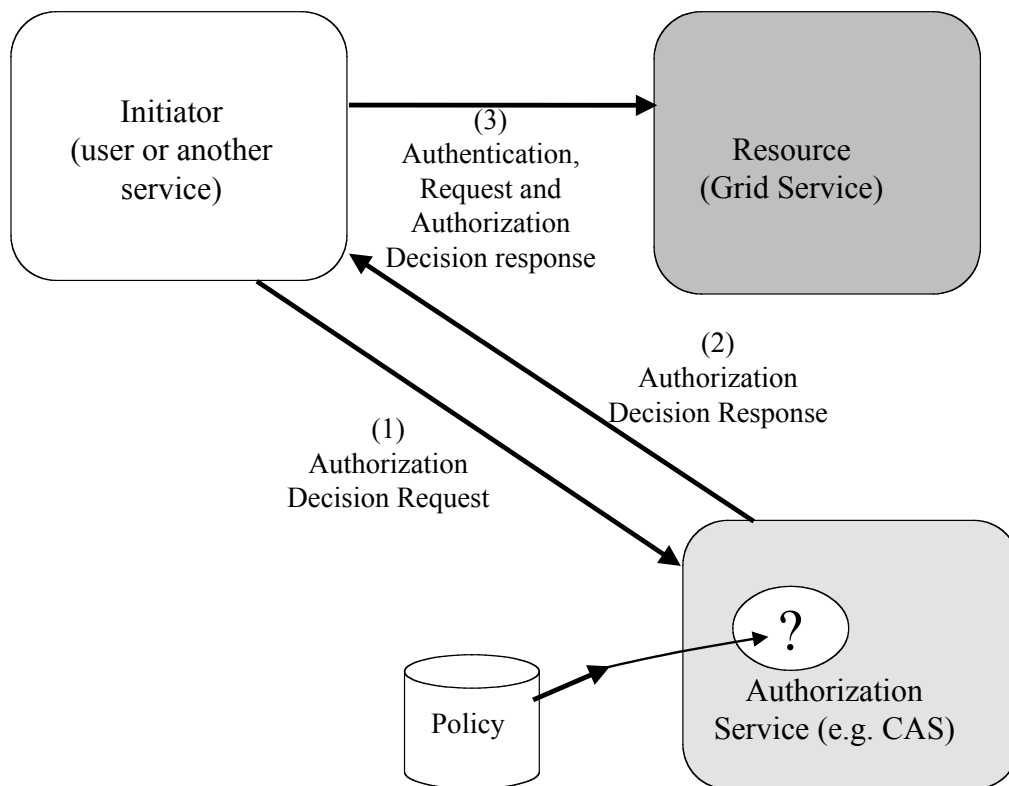 Initiator
(user or another
service)
(3)
Authentication,
Request and
Authorization
Decision response
Resource
(Grid Service)
(2)
Authorization
Decision Response
(1)
Authorization
Decision Request
?
Authorization
Service (e.g. CAS)
Policy